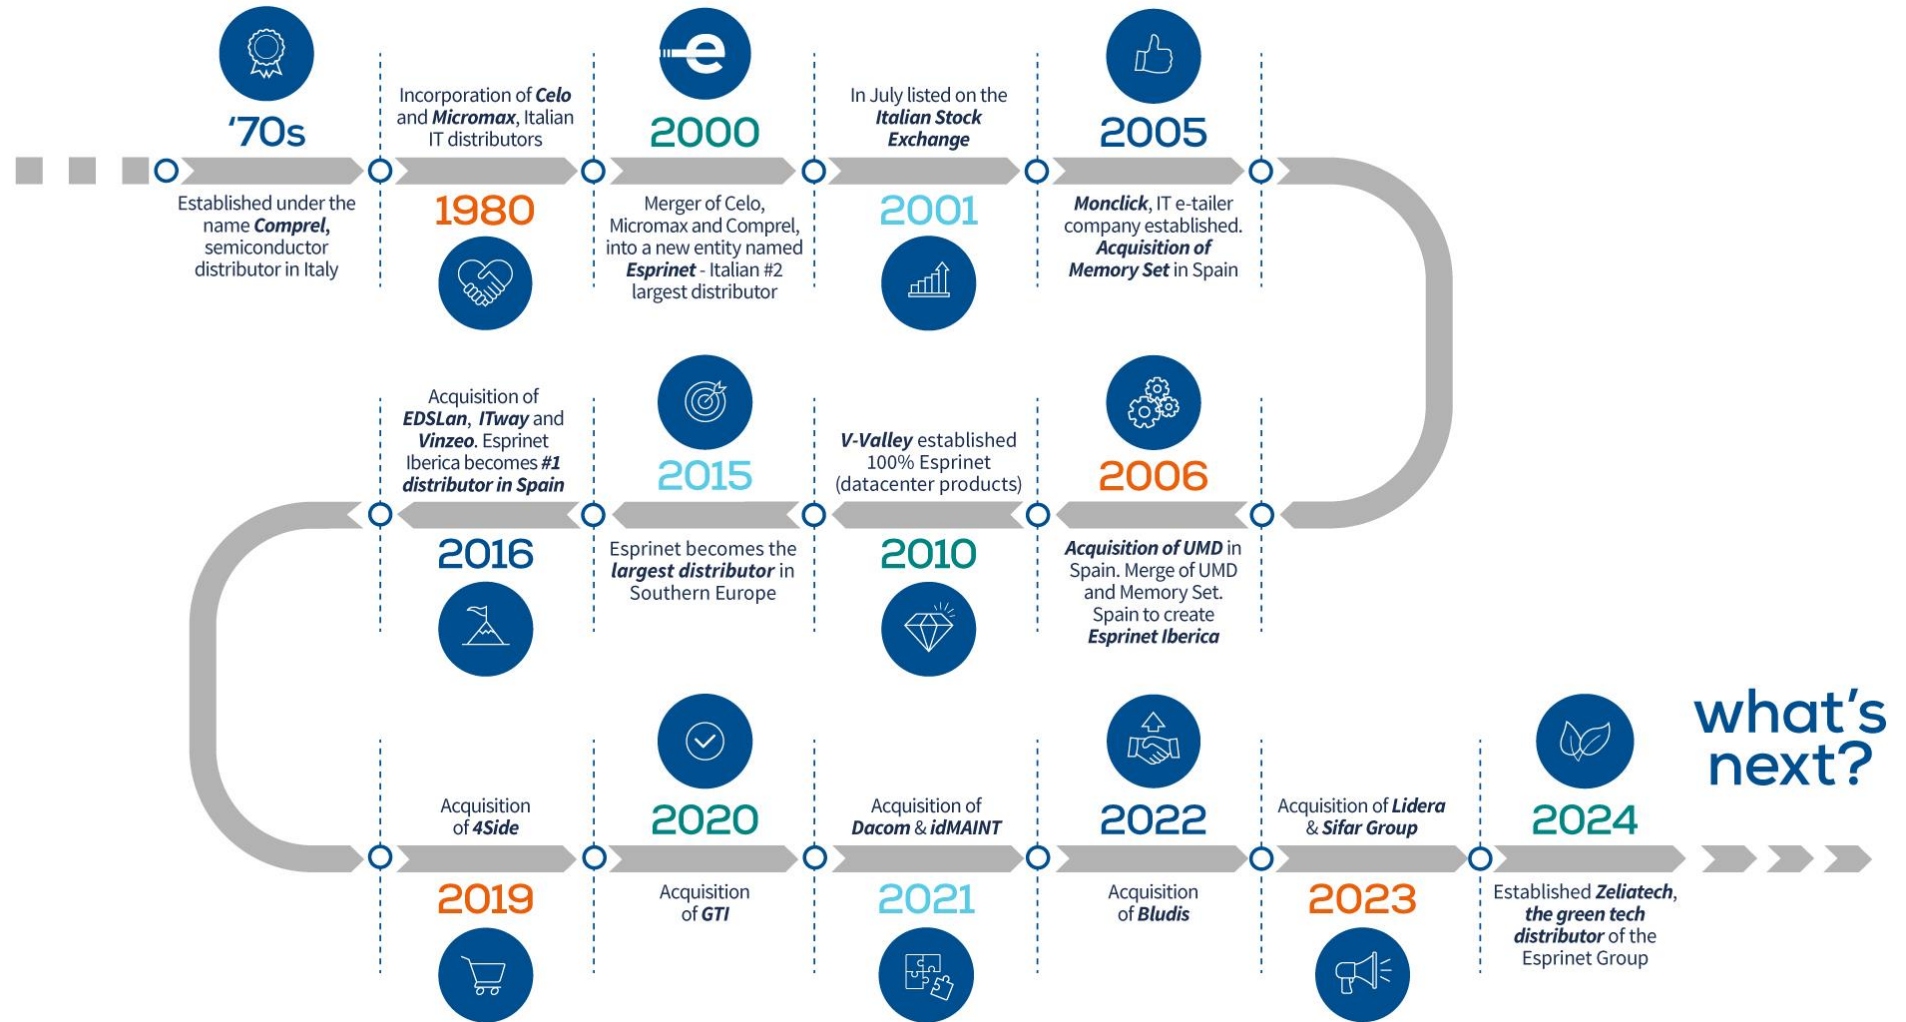 '70s
Established under the
name Comprel,
semiconductor
distributor in Italy
Incorporation of Celo
and Micromax, Italian
IT distributors
1980
e
2000
Merger of Celo,
Micromax and Comprel,
into a new entity named
Esprinet - Italian #2
largest distributor
In July listed on the
Italian Stock
Exchange
2001
2005
Monclick, IT e-tailer
company established.
Acquisition of
Memory Set in Spain
2006
Acquisition of UMD in
Spain. Merge of UMD
and Memory Set.
Spain to create
Esprinet Iberica
V-Valley established
100% Esprinet
(datacenter products)
2010
2015
Esprinet becomes the
largest distributor in
Southern Europe
Acquisition of
EDSLan, ITway and
Vinzeo. Esprinet
Iberica becomes #1
distributor in Spain
2016
Acquisition
of 4Side
2019
2020
Acquisition
of GTI
Acquisition of
Dacom & idMAINT
2021
2022
Acquisition
of Bludis
Acquisition of Lidera
& Sifar Group
2023
2024
Established Zeliatech,
the green tech
distributor of the
Esprinet Group
what's
next?